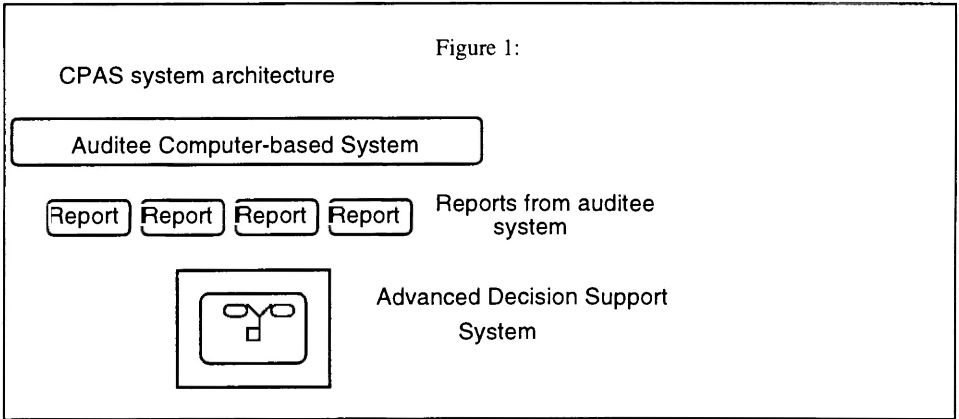 Figure 1:
CPAS system architecture
Auditee Computer-based System
Report Report Report Report
Reports from auditee
system
Advanced Decision Support
System